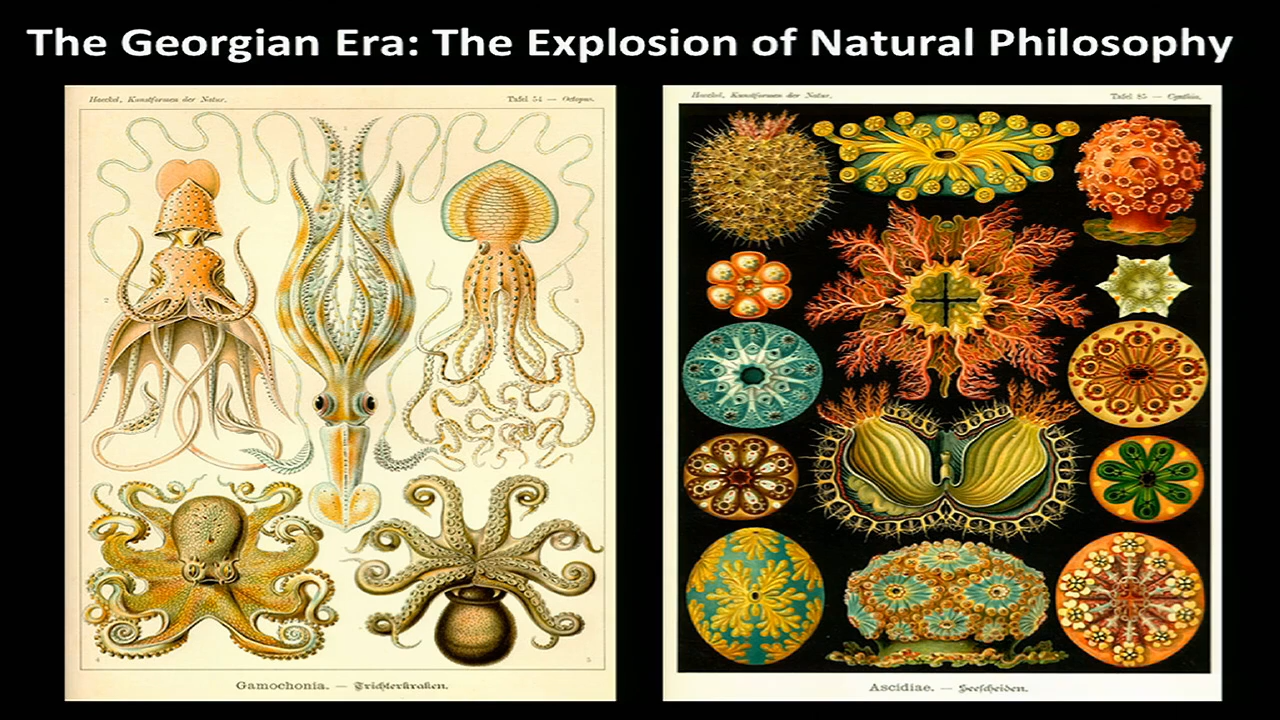 The Georgian Era: The Explosion of Natural Philosophy
Haeckel, Kunstformen der Natur.
Tafel 54 — Octopus.
Haeckel, Kunstformen der Natur.
Tafel 85 — Cynthia.
Gamochonia. — Trichterkraken.
Ascidiae. — Seescheiden.